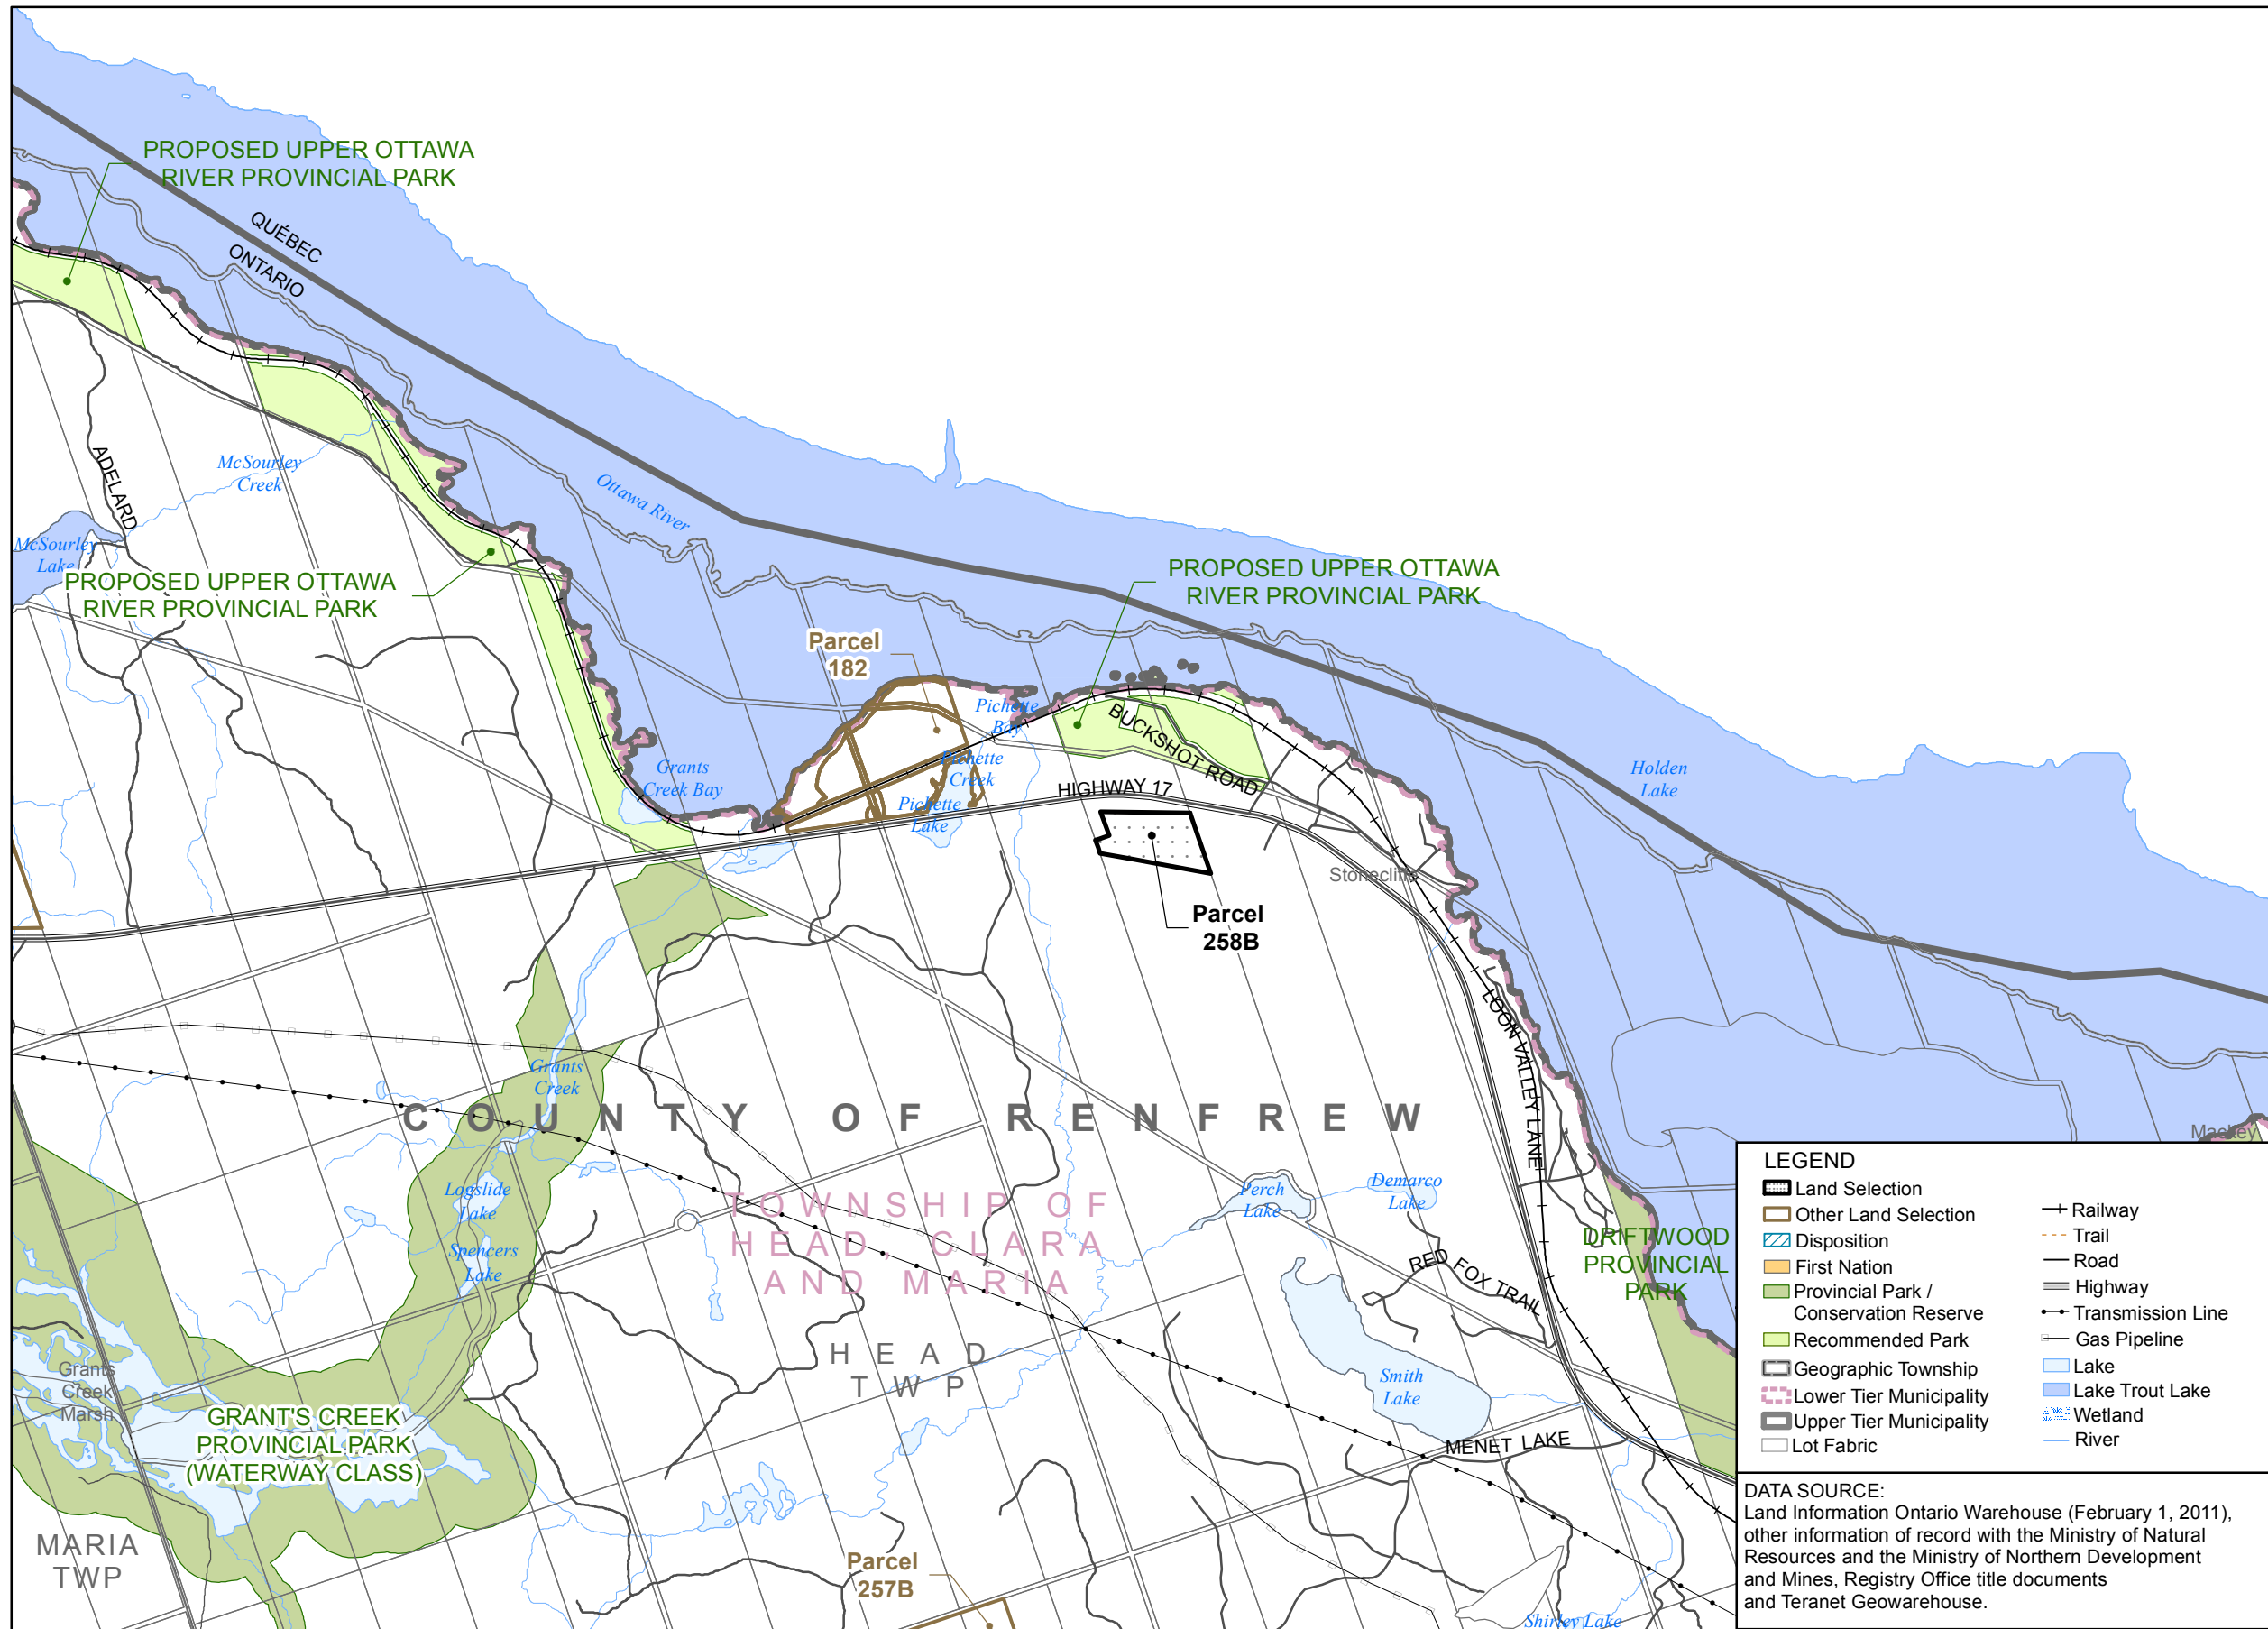 PROPOSED UPPER OTTAWA
RIVER PROVINCIAL PARK
QUÉBEC
ONTARIO
ADELARD
McSourley
Creek
McSourley
Lake
Ottawa River
PROPOSED UPPER OTTAWA
RIVER PROVINCIAL PARK
PROPOSED UPPER OTTAWA
RIVER PROVINCIAL PARK
Parcel
182
Pichette
Bay
BUCKSHOT ROAD
Grants
Creek Bay
Pichette
Creek
HIGHWAY 17
Pichette
Lake
Holden
Lake
Stonecliffe
Parcel
258B
LOON VALLEY LANE
Grants
Creek
COUNTY OF RENFREW
Mackey
Logslide
Lake
Spencers
Lake
TOWNSHIP OF
HEAD, CLARA
AND MARIA
Perch
Lake
Demarco
Lake
RED FOX TRAIL
DRIFTWOOD
PROVINCIAL
PARK
HEAD
TWP
Smith
Lake
Grants
Creek
Marsh
GRANT'S CREEK
PROVINCIAL PARK
(WATERWAY CLASS)
MENET LAKE
MARIA
TWP
Parcel
257B
Shirley Lake
LEGEND
Land Selection
Other Land Selection
Disposition
First Nation
Provincial Park /
Conservation Reserve
Recommended Park
Geographic Township
Lower Tier Municipality
Upper Tier Municipality
Lot Fabric
Railway
Trail
Road
Highway
Transmission Line
Gas Pipeline
Lake
Lake Trout Lake
Wetland
River
DATA SOURCE:
Land Information Ontario Warehouse (February 1, 2011),
other information of record with the Ministry of Natural
Resources and the Ministry of Northern Development
and Mines, Registry Office title documents
and Teranet Geowarehouse.